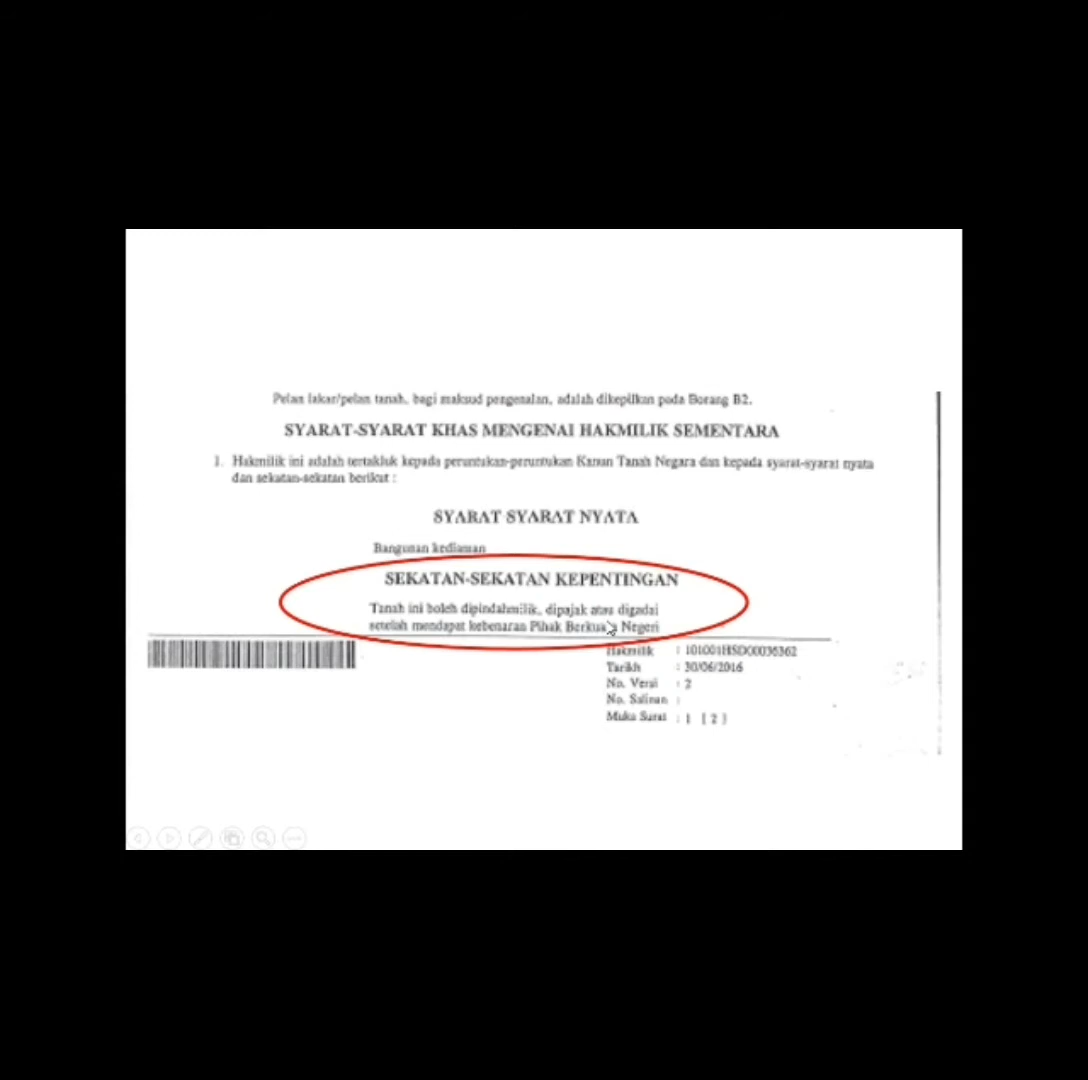 Pelan lakar/pelan tanah, bagi maksud pengenalan, adalah dikepilkan pada Borang B2.
SYARAT-SYARAT KHAS MENGENAI HAKMILIK SEMENTARA
1. Hakmilik ini adalah tertakluk kepada peruntukan-peruntukan Kanun Tanah Negara dan kepada syarat-syarat nyata
dan sekatan-sekatan berikut :
SYARAT SYARAT NYATA
Bangunan kediaman
SEKATAN-SEKATAN KEPENTINGAN
Tanah ini boleh dipindahmilik, dipajak atau digadai
setelah mendapat kebenaran Pihak Berkuasa Negeri
Hakmilik : 101001HSD00036362
Tarikh : 30/06/2016
No. Versi : 2
No. Salinan :
Muka Surat : 1 [ 2 ]